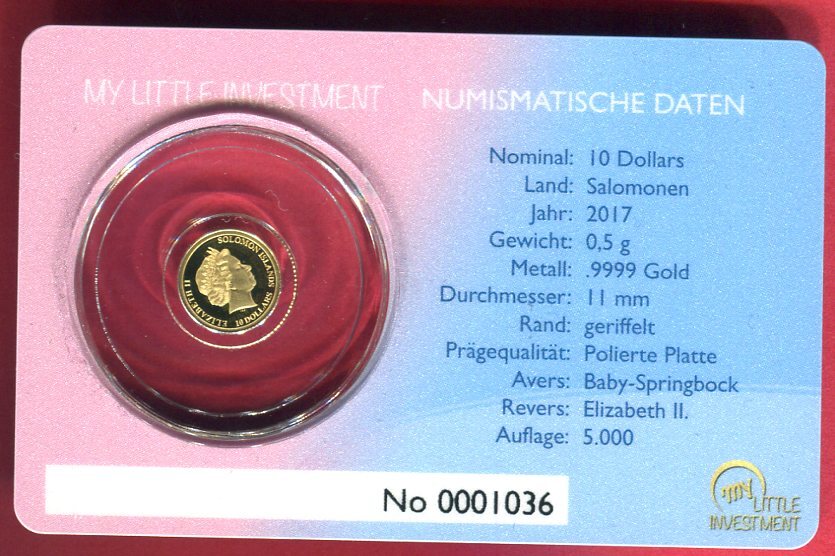 MY LITTLE INVESTMENT
NUMISMATISCHE DATEN
Nominal: 10 Dollars
Land: Salomonen
Jahr: 2017
Gewicht: 0,5 g
Metall: .9999 Gold
Durchmesser: 11 mm
Rand: geriffelt
Prägequalität: Polierte Platte
Avers: Baby-Springbock
Revers: Elizabeth II.
Auflage: 5.000
ELIZABETH II
SOLOMON ISLANDS
10 DOLLARS
No 0001036
my
LITTLE
INVESTMENT